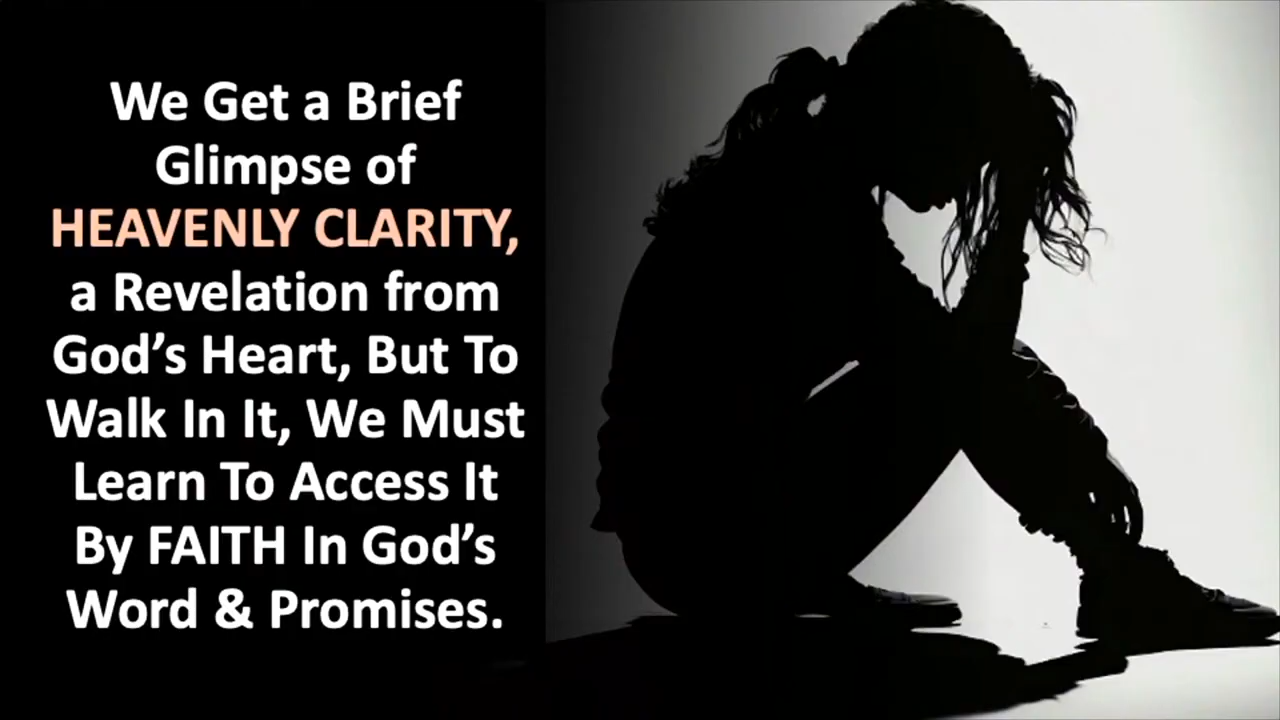 We Get a Brief
Glimpse of
HEAVENLY CLARITY,
a Revelation from
God’s Heart, But To
Walk In It, We Must
Learn To Access It
By FAITH In God’s
Word & Promises.